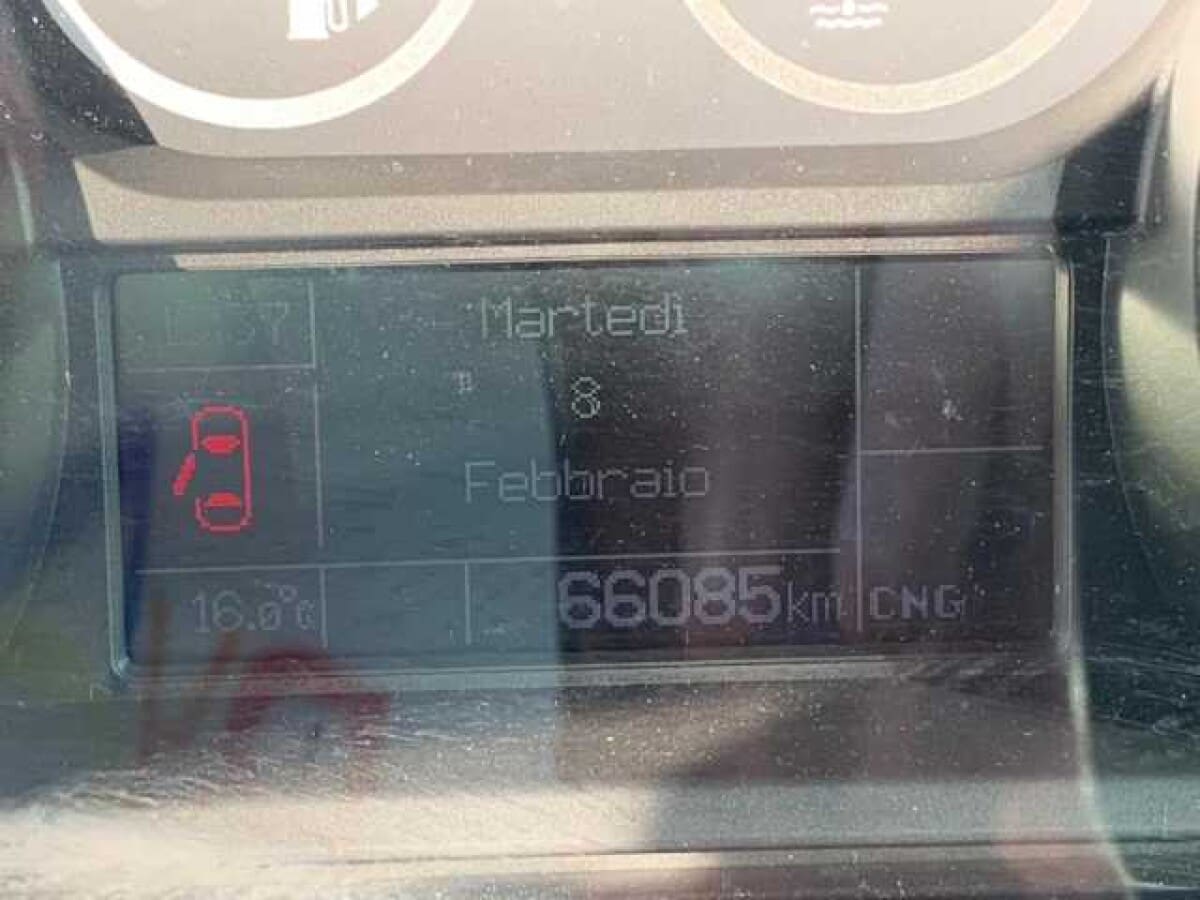 Martedì
8
Febbraio
16.0°C
66085km
CNG